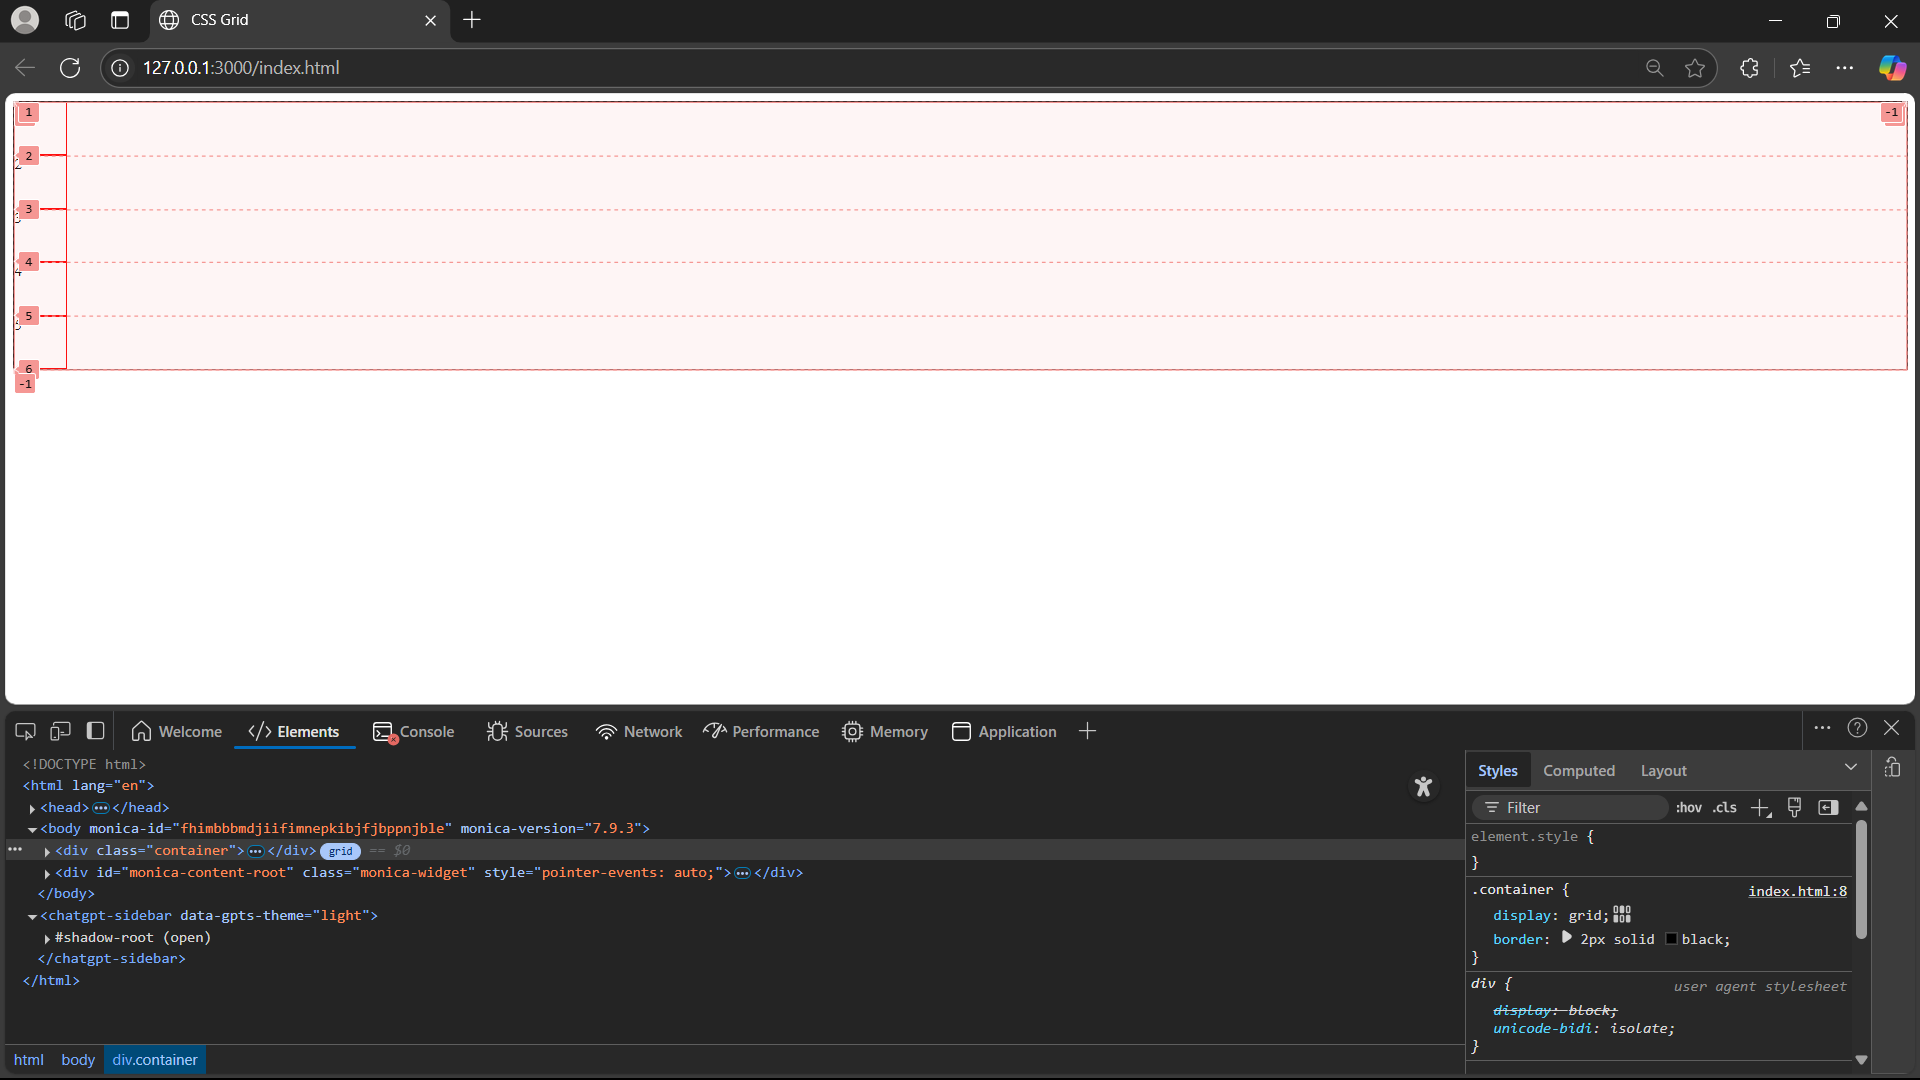 CSS Grid
127.0.0.1:3000/index.html
1
-1
2
2
3
3
4
4
5
5
6
-1
Welcome
Elements
Console
Sources
Network
Performance
Memory
Application
<!DOCTYPE html>
<html lang="en">
<head>…</head>
<body monica-id="fhimbbbmdjiifimnepkibjfjbppnjble" monica-version="7.9.3">
<div class="container">…</div> grid == $0
<div id="monica-content-root" class="monica-widget" style="pointer-events: auto;">…</div>
</body>
<chatgpt-sidebar data-gpts-theme="light">
#shadow-root (open)
</chatgpt-sidebar>
</html>
html body div.container
Styles Computed Layout
Filter :hov .cls
element.style {
}
.container { index.html:8
display: grid;
border: 2px solid black;
}
div { user agent stylesheet
display: block;
unicode-bidi: isolate;
}